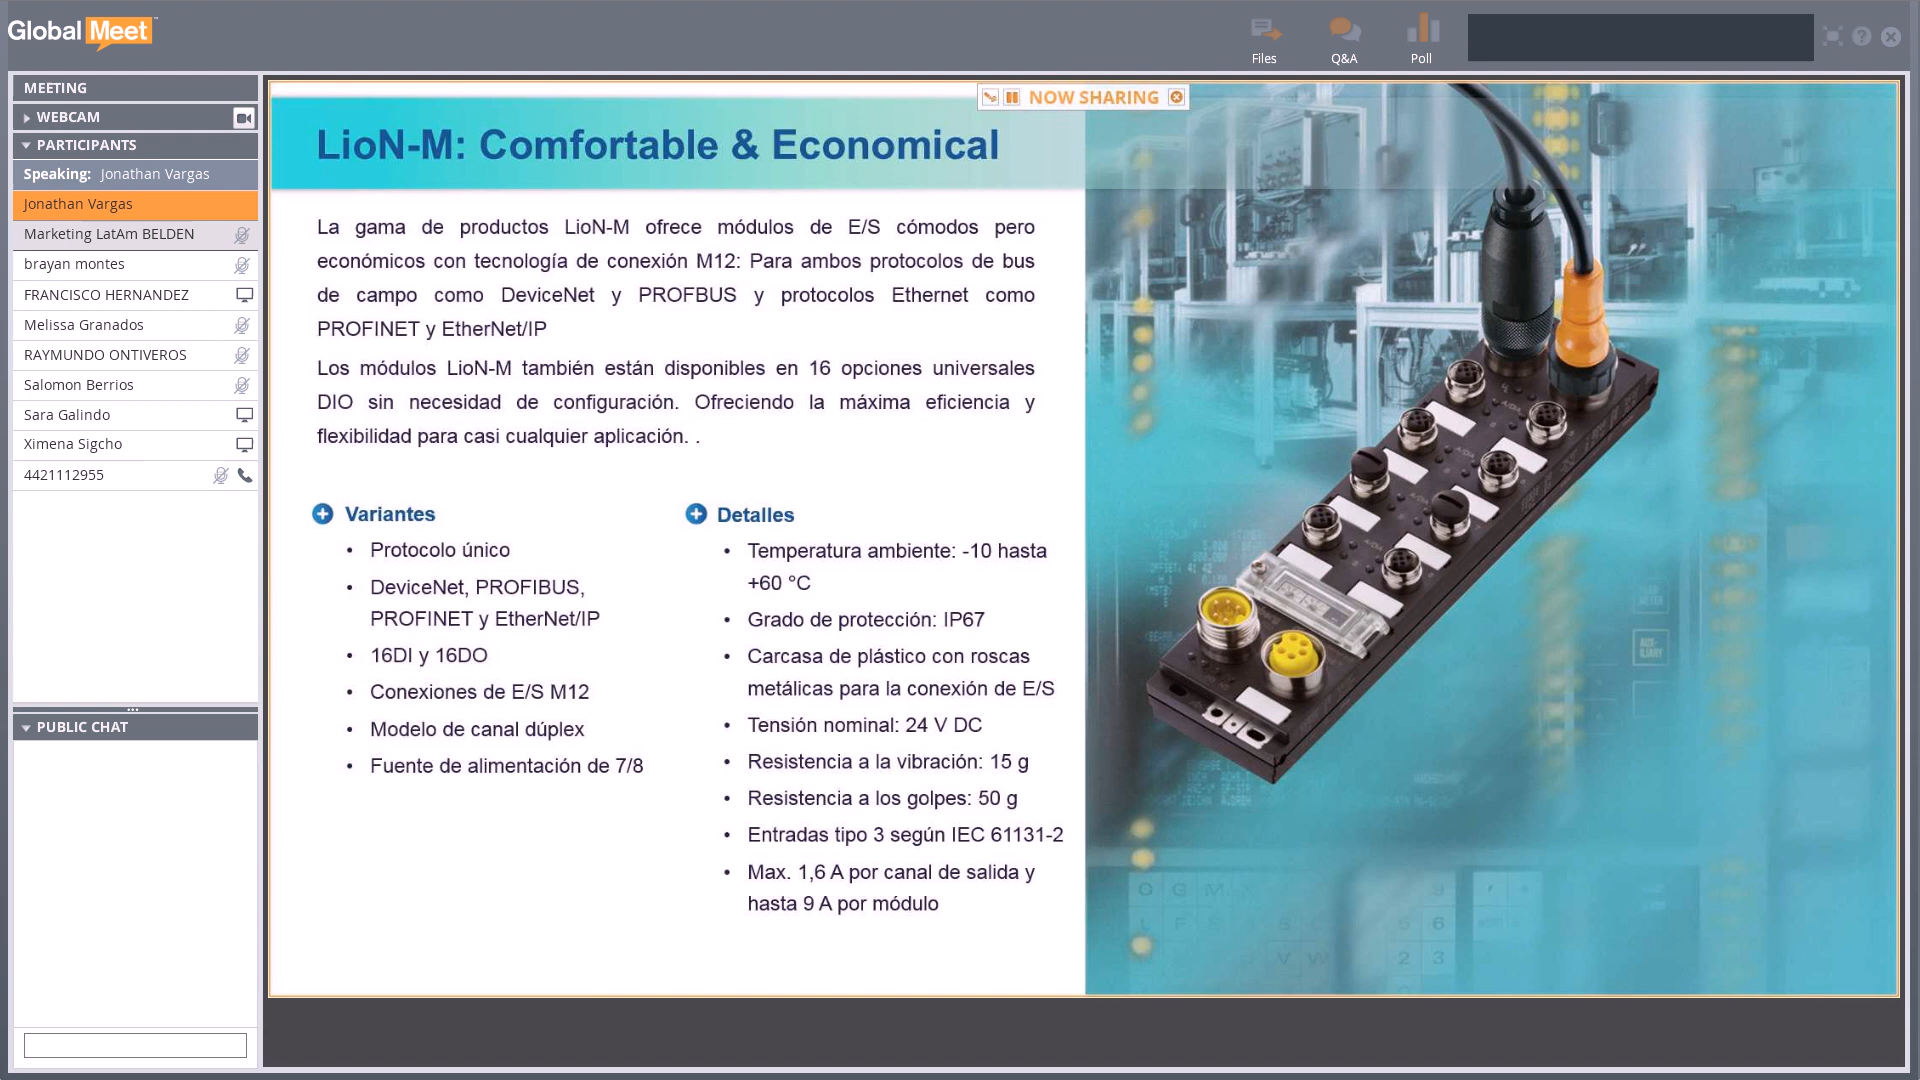 GlobalMeet
Files
Q&A
Poll
MEETING
WEBCAM
PARTICIPANTS
Speaking: Jonathan Vargas
Jonathan Vargas
Marketing LatAm BELDEN
brayan montes
FRANCISCO HERNANDEZ
Melissa Granados
RAYMUNDO ONTIVEROS
Salomon Berrios
Sara Galindo
Ximena Sigcho
4421112955
PUBLIC CHAT
NOW SHARING
LioN-M: Comfortable & Economical
La gama de productos LioN-M ofrece módulos de E/S cómodos pero
económicos con tecnología de conexión M12: Para ambos protocolos de bus
de campo como DeviceNet y PROFBUS y protocolos Ethernet como
PROFINET y EtherNet/IP
Los módulos LioN-M también están disponibles en 16 opciones universales
DIO sin necesidad de configuración. Ofreciendo la máxima eficiencia y
flexibilidad para casi cualquier aplicación. .
Variantes
• Protocolo único
• DeviceNet, PROFIBUS,
PROFINET y EtherNet/IP
• 16DI y 16DO
• Conexiones de E/S M12
• Modelo de canal dúplex
• Fuente de alimentación de 7/8
Detalles
• Temperatura ambiente: -10 hasta
+60 °C
• Grado de protección: IP67
• Carcasa de plástico con roscas
metálicas para la conexión de E/S
• Tensión nominal: 24 V DC
• Resistencia a la vibración: 15 g
• Resistencia a los golpes: 50 g
• Entradas tipo 3 según IEC 61131-2
• Max. 1,6 A por canal de salida y
hasta 9 A por módulo